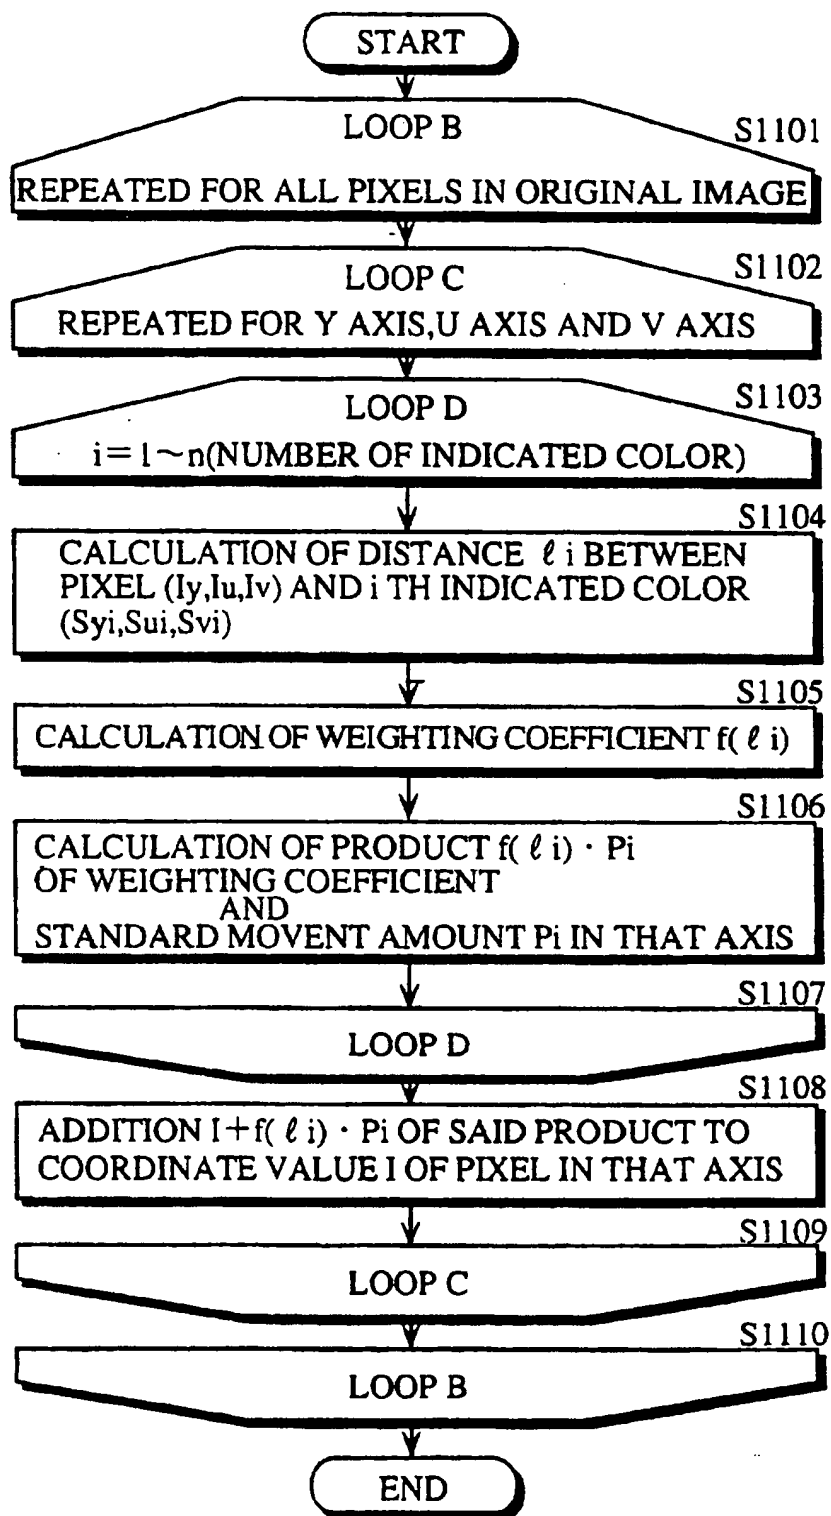 START
LOOP B
S1101
REPEATED FOR ALL PIXELS IN ORIGINAL IMAGE
LOOP C
S1102
REPEATED FOR Y AXIS,U AXIS AND V AXIS
LOOP D
S1103
i=1~n(NUMBER OF INDICATED COLOR)
S1104
CALCULATION OF DISTANCE ℓ i BETWEEN
PIXEL (Iy,Iu,Iv) AND i TH INDICATED COLOR
(Syi,Sui,Svi)
S1105
CALCULATION OF WEIGHTING COEFFICIENT f( ℓ i)
S1106
CALCULATION OF PRODUCT f( ℓ i) · Pi
OF WEIGHTING COEFFICIENT
AND
STANDARD MOVENT AMOUNT Pi IN THAT AXIS
S1107
LOOP D
S1108
ADDITION I+f( ℓ i) · Pi OF SAID PRODUCT TO
COORDINATE VALUE I OF PIXEL IN THAT AXIS
S1109
LOOP C
S1110
LOOP B
END